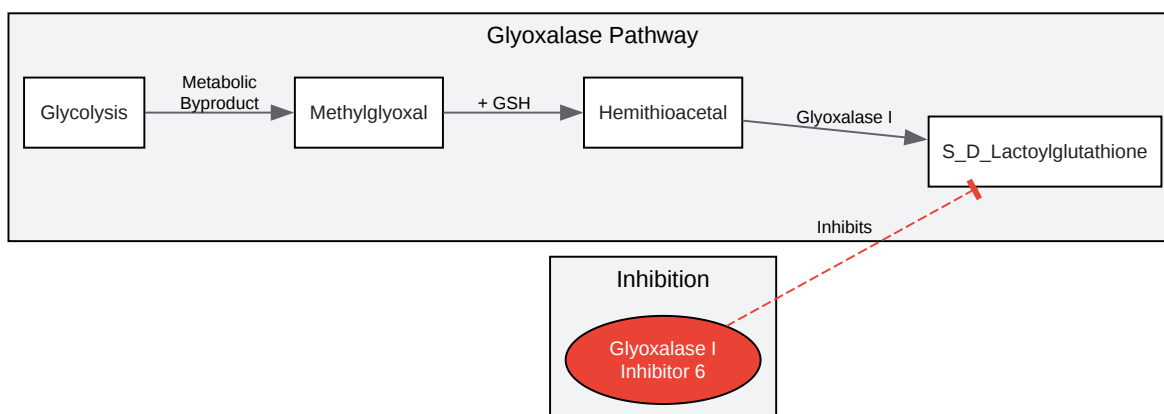 Glyoxalase Pathway
Glycolysis
Metabolic
Byproduct
Methylglyoxal
+ GSH
Hemithioacetal
Glyoxalase I
S_D_Lactoylglutathione
Inhibits
Inhibition
Glyoxalase I
Inhibitor 6